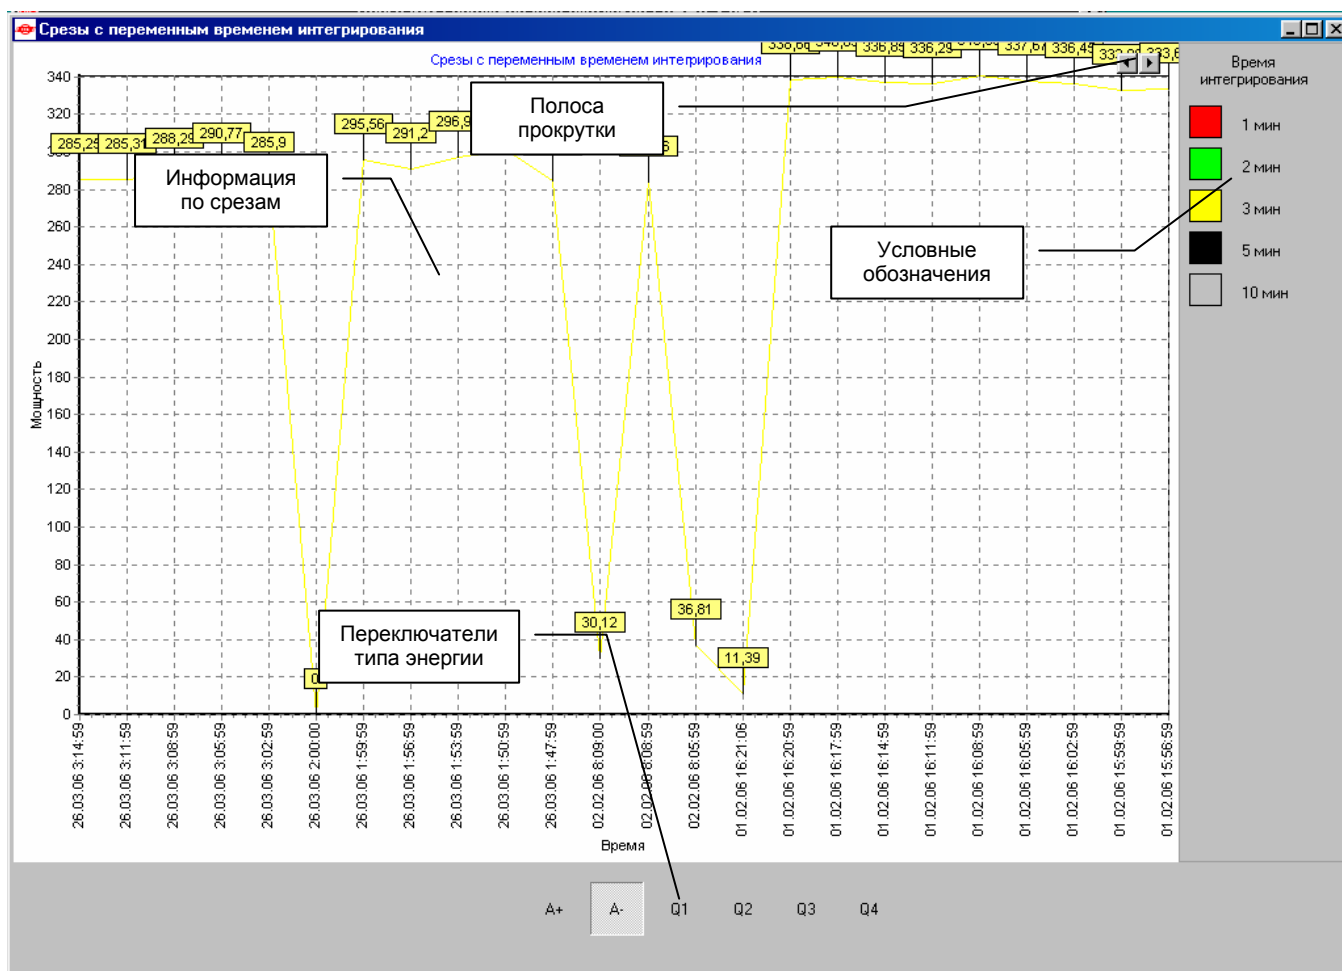 Срезы с переменным временем интегрирования
Срезы с переменным временем интегрирования
Время
интегрирования
1 мин
2 мин
3 мин
5 мин
10 мин
Полоса
прокрутки
Информация
по срезам
Условные
обозначения
Переключатели
типа энергии
285,25
285,31
288,29
290,77
285,9
0
295,56
291,2
296,9
30,12
36,81
11,39
336,89
336,29
337,67
336,45
Мощность
340
320
300
280
260
240
220
200
180
160
140
120
100
80
60
40
20
0
26.03.06 3:14:59
26.03.06 3:11:59
26.03.06 3:08:59
26.03.06 3:05:59
26.03.06 3:02:59
26.03.06 2:00:00
26.03.06 1:59:59
26.03.06 1:56:59
26.03.06 1:53:59
26.03.06 1:50:59
26.03.06 1:47:59
02.02.06 8:09:00
02.02.06 8:08:59
02.02.06 8:05:59
01.02.06 16:21:06
01.02.06 16:20:59
01.02.06 16:17:59
01.02.06 16:14:59
01.02.06 16:11:59
01.02.06 16:08:59
01.02.06 16:05:59
01.02.06 16:02:59
01.02.06 15:59:59
01.02.06 15:56:59
Время
A+
A-
Q1
Q2
Q3
Q4